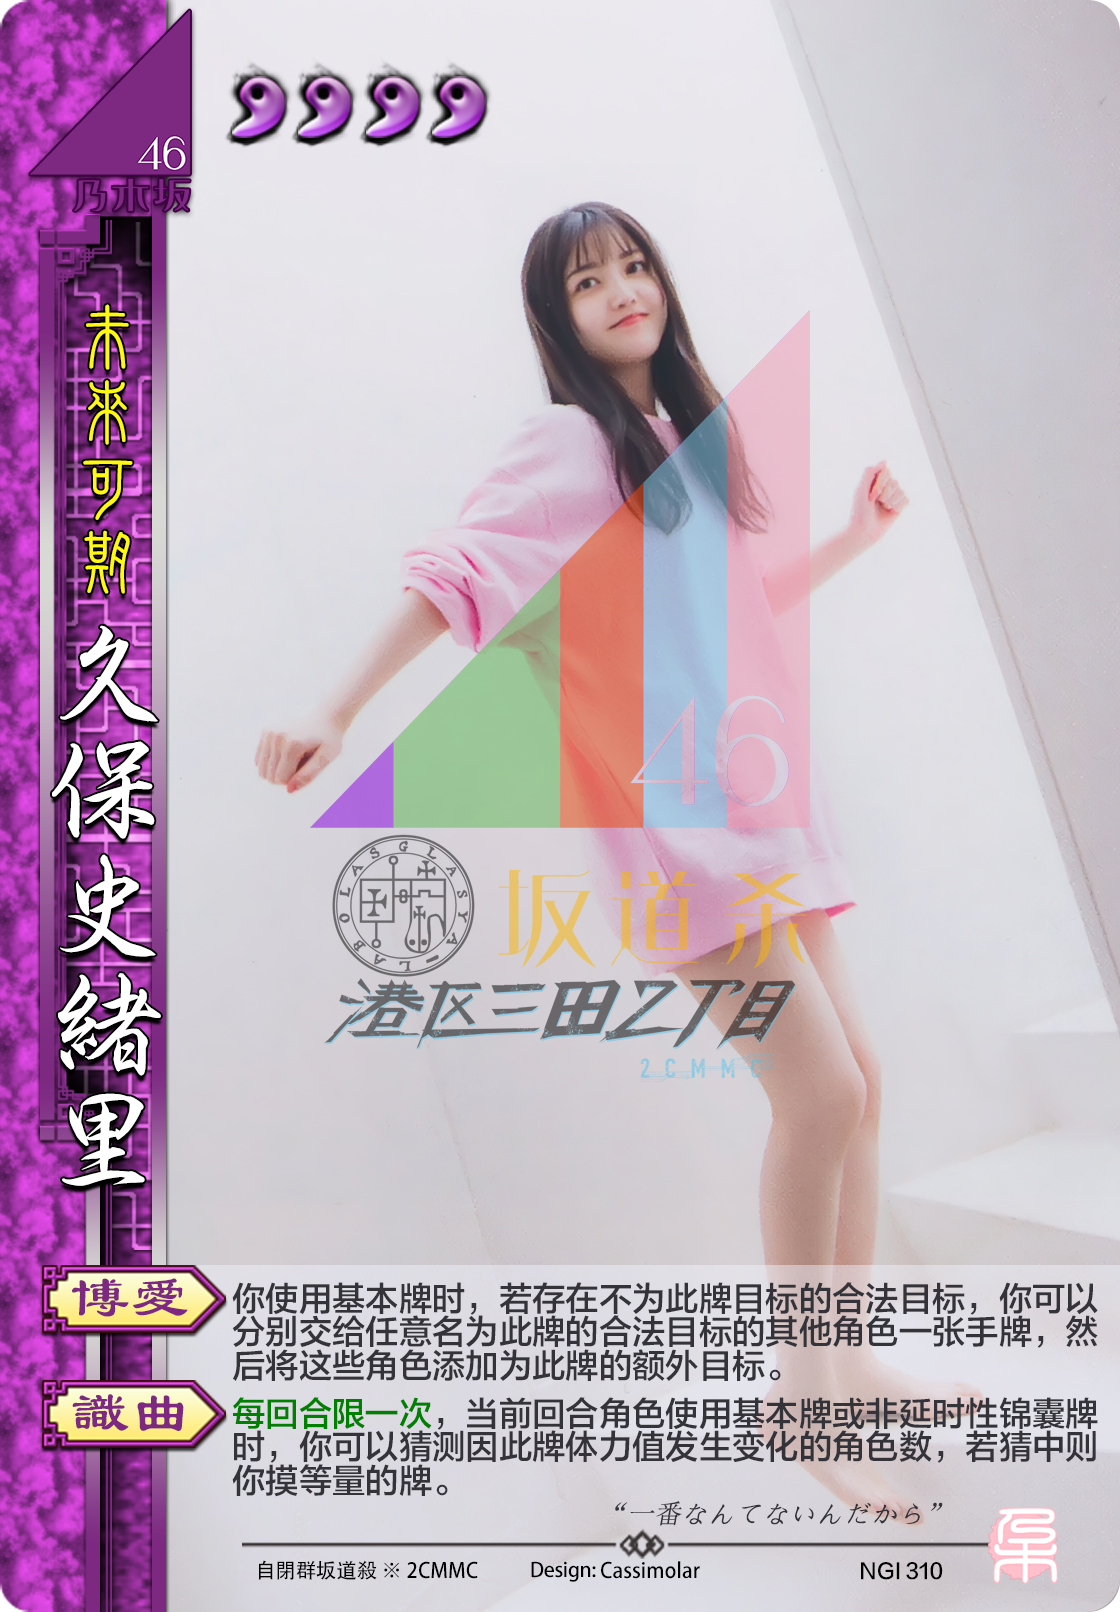 46
乃木坂
未來可期
久保史緒里
46
GLASYA-LABOLAS
坂道杀
港区三田2丁目
2CMMC
博愛
你使用基本牌时，若存在不为此牌目标的合法目标，你可以
分别交给任意名为此牌的合法目标的其他角色一张手牌，然
后将这些角色添加为此牌的额外目标。
識曲
每回合限一次，当前回合角色使用基本牌或非延时性锦囊牌
时，你可以猜测因此牌体力值发生变化的角色数，若猜中则
你摸等量的牌。
“一番なんてないんだから”
自閉群坂道殺 ※ 2CMMC
Design: Cassimolar
NGI 310